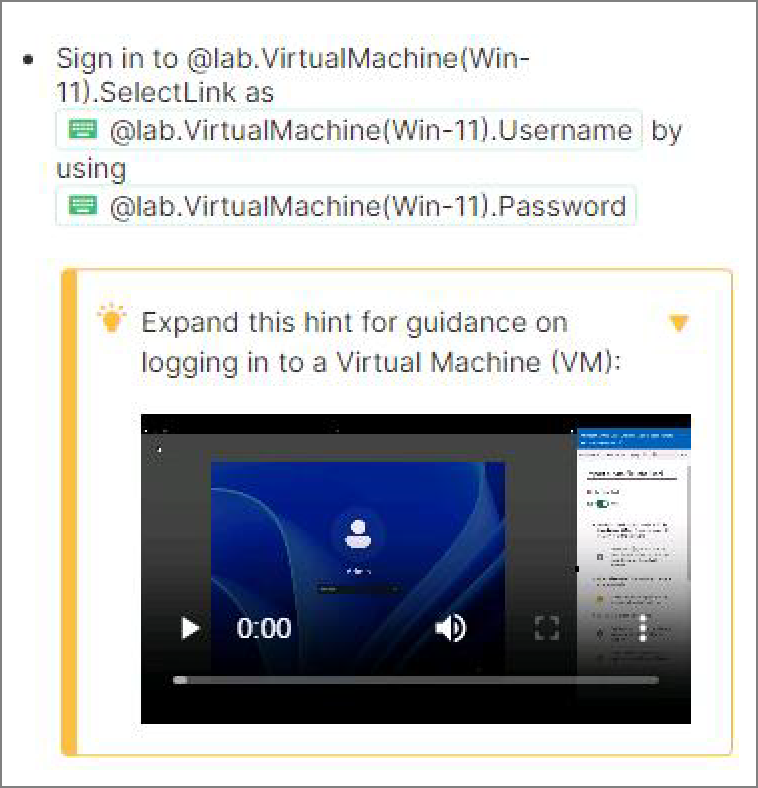 Sign in to @lab.VirtualMachine(Win-
11).SelectLink as
@lab.VirtualMachine(Win-11).Username by
using
@lab.VirtualMachine(Win-11).Password
Expand this hint for guidance on
logging in to a Virtual Machine (VM):
0:00